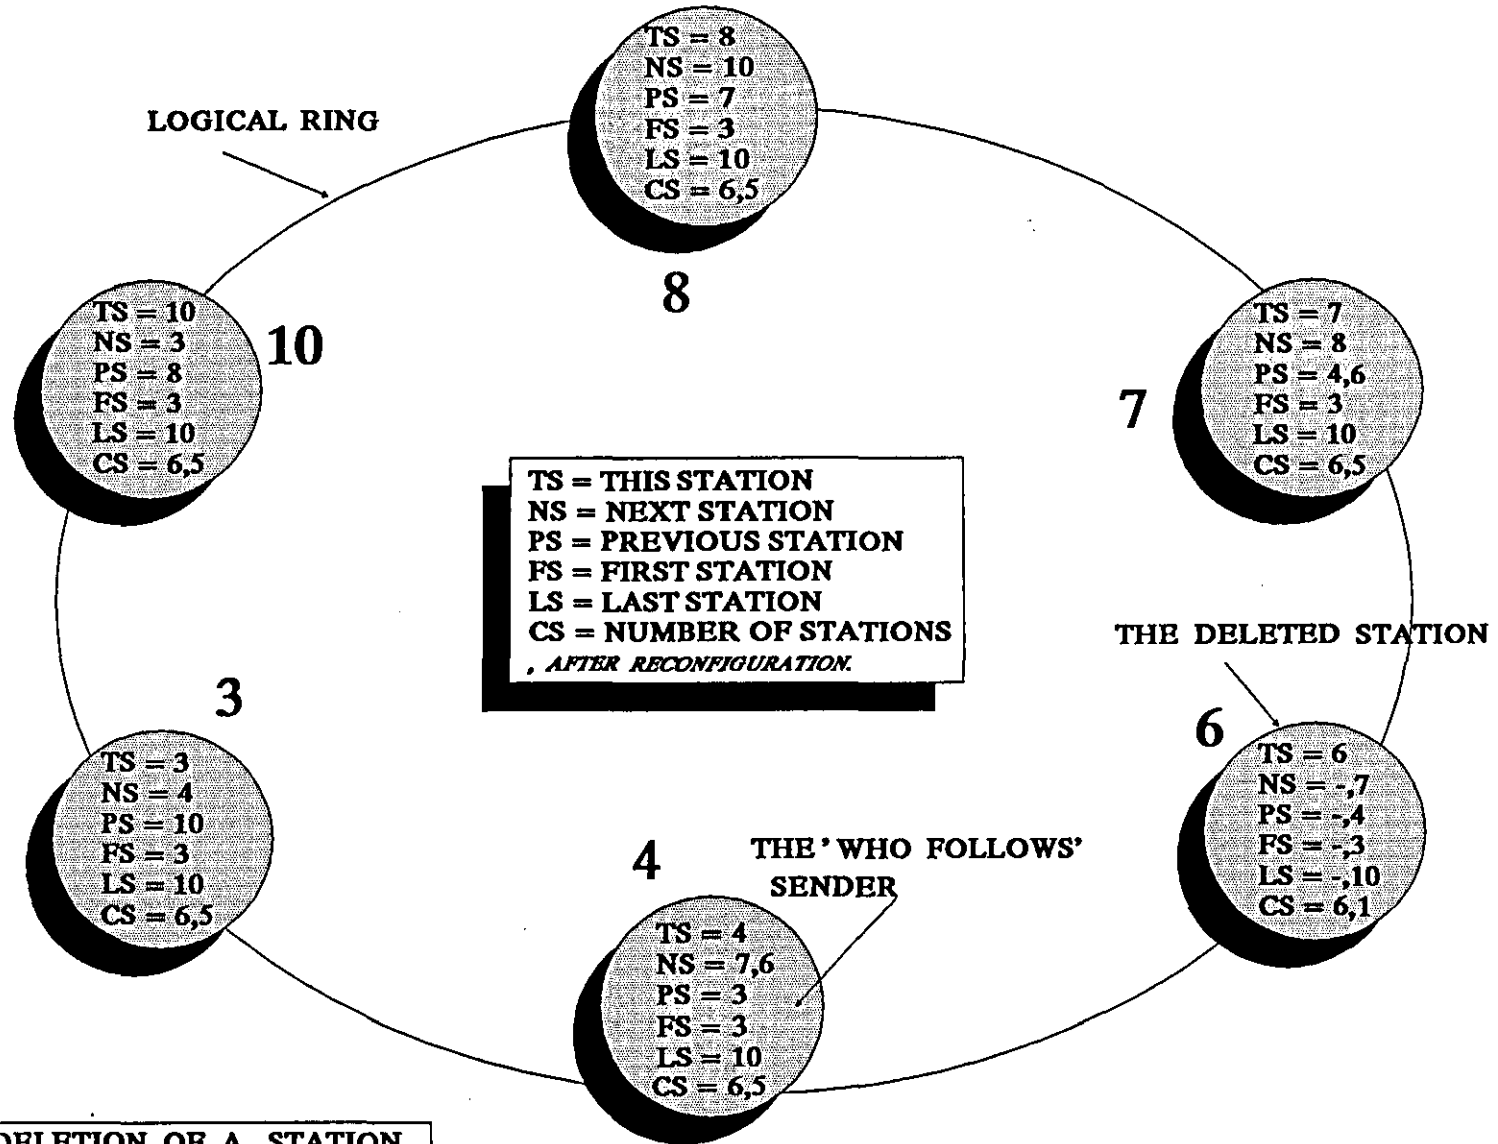 TS = 8
NS = 10
PS = 7
FS = 3
LS = 10
CS = 6,5
8
LOGICAL RING
TS = 10
NS = 3
PS = 8
FS = 3
LS = 10
CS = 6,5
10
TS = 7
NS = 8
PS = 4,6
FS = 3
LS = 10
CS = 6,5
7
TS = THIS STATION
NS = NEXT STATION
PS = PREVIOUS STATION
FS = FIRST STATION
LS = LAST STATION
CS = NUMBER OF STATIONS
, AFTER RECONFIGURATION.
THE DELETED STATION
6
TS = 6
NS = -,7
PS = -,4
FS = -,3
LS = -,10
CS = 6,1
3
TS = 3
NS = 4
PS = 10
FS = 3
LS = 10
CS = 6,5
4
THE 'WHO FOLLOWS'
SENDER
TS = 4
NS = 7,6
PS = 3
FS = 3
LS = 10
CS = 6,5
DELETION OF A STATION